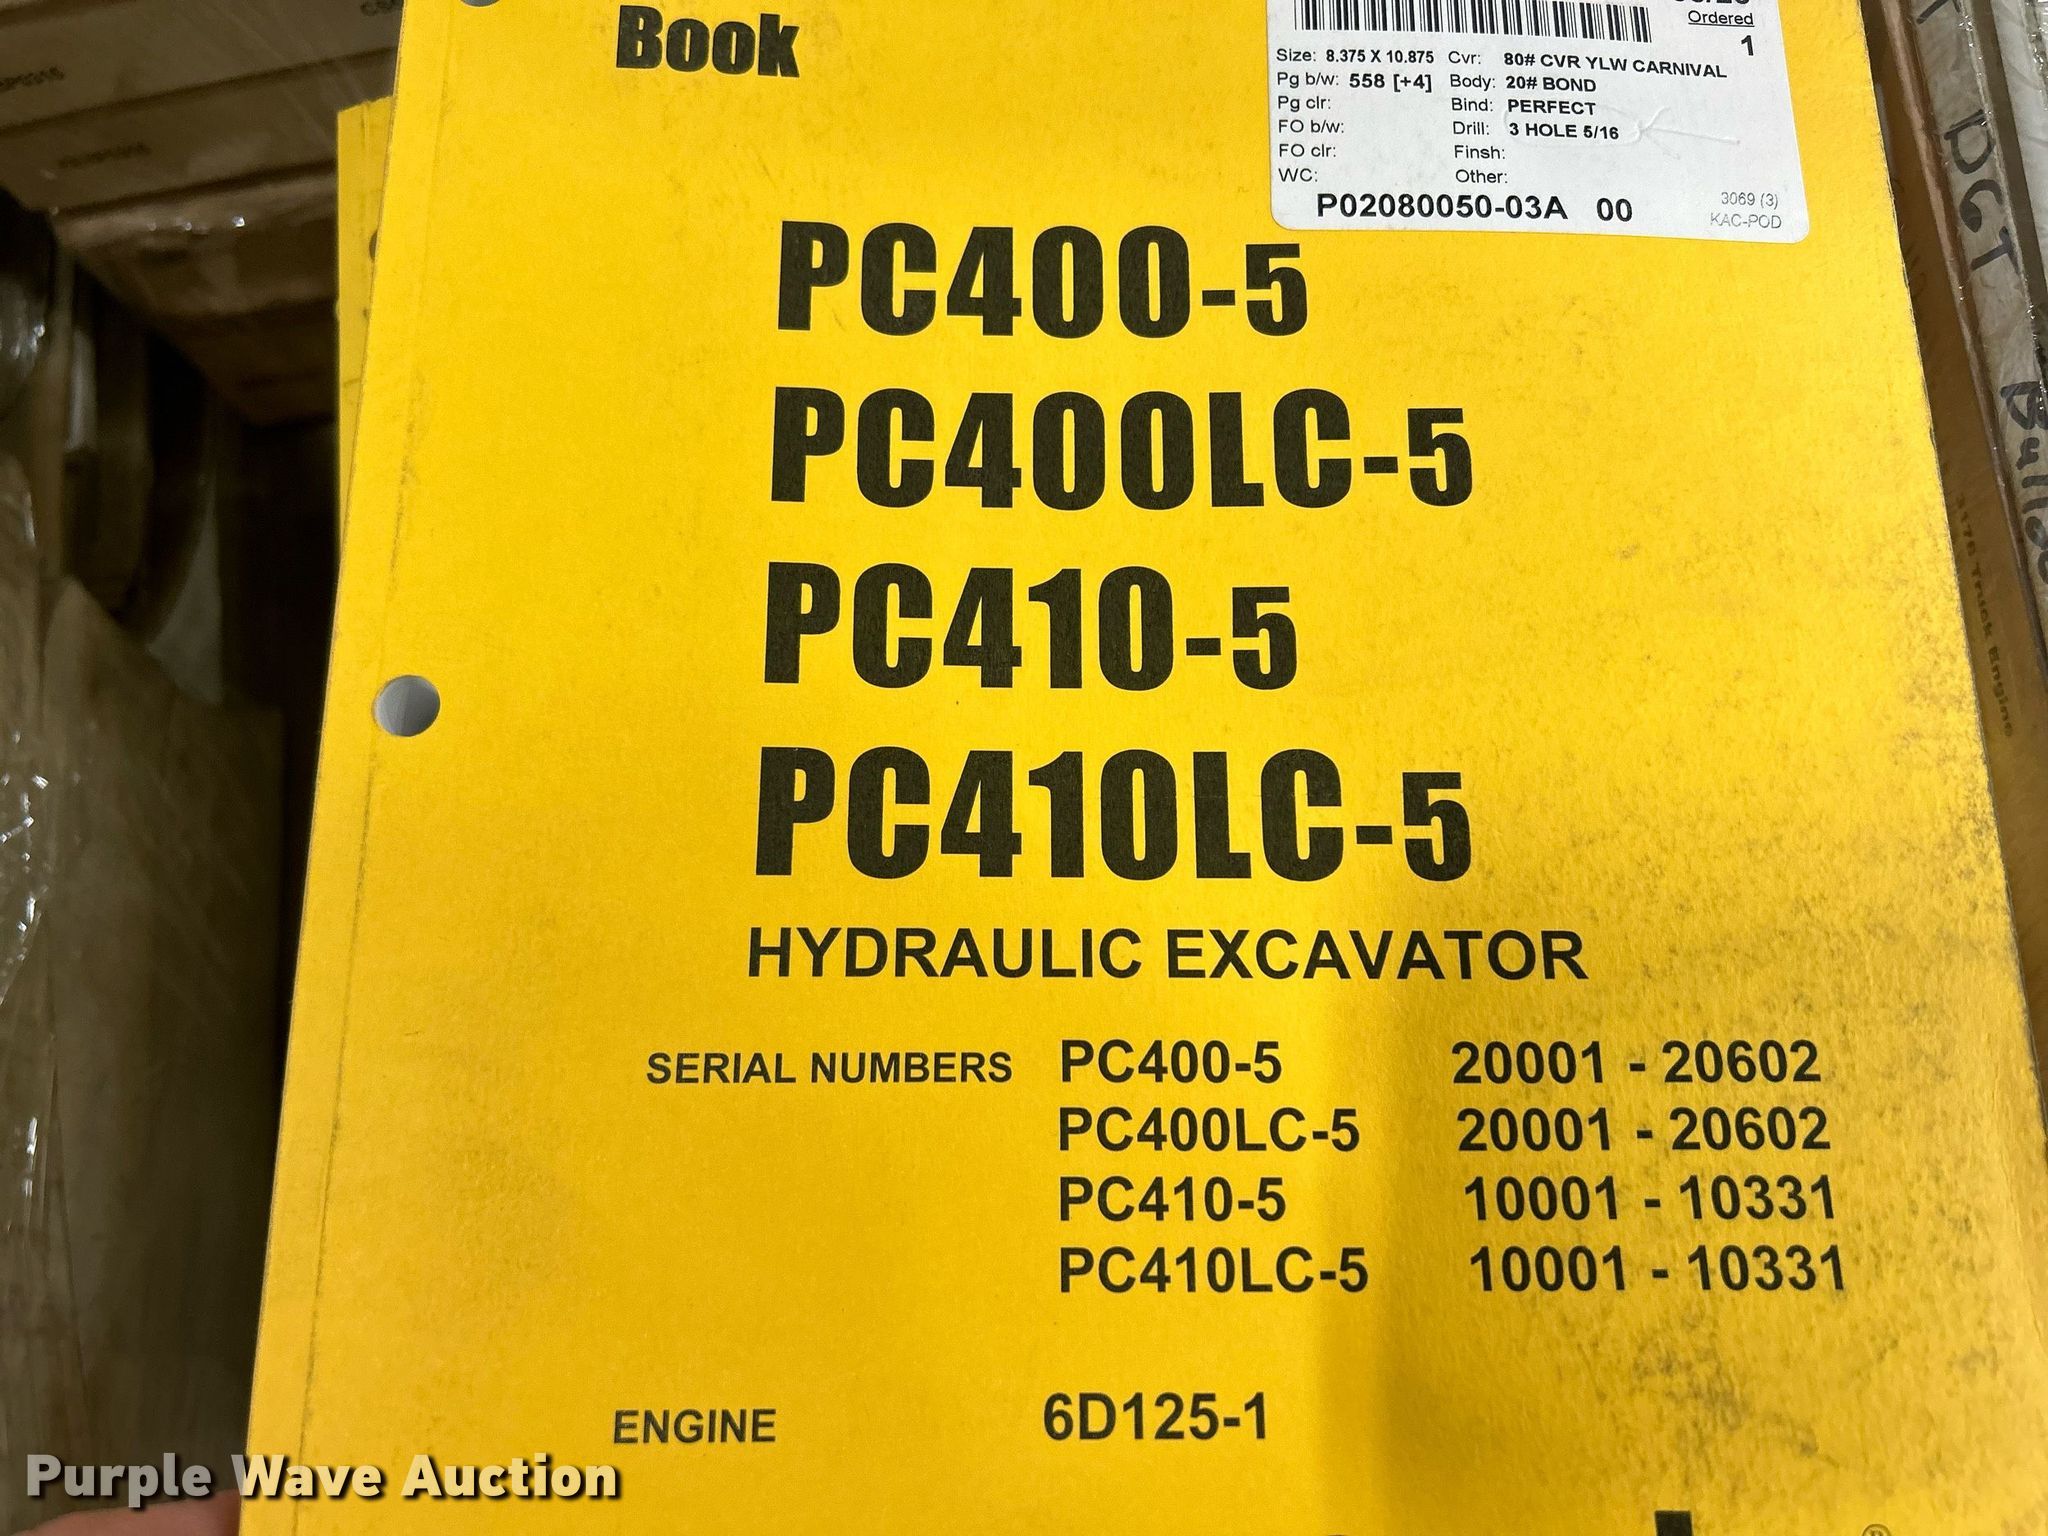 Book
Ordered
1
Size: 8.375 X 10.875 Cvr: 80# CVR YLW CARNIVAL
Pg b/w: 558 [+4] Body: 20# BOND
Pg clr: Bind: PERFECT
FO b/w: Drill: 3 HOLE 5/16
FO clr: Finsh:
WC: Other:
P02080050-03A 00
3069 (3)
KAC-POD
PC400-5
PC400LC-5
PC410-5
PC410LC-5
HYDRAULIC EXCAVATOR
SERIAL NUMBERS PC400-5 20001 - 20602
PC400LC-5 20001 - 20602
PC410-5 10001 - 10331
PC410LC-5 10001 - 10331
ENGINE 6D125-1
®
DGT
Truck Engine
Purple Wave Auction